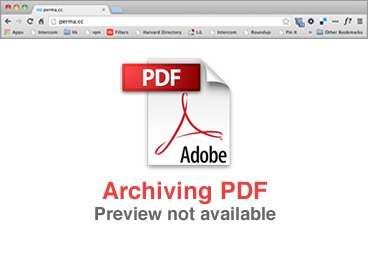 perma.cc
perma.cc
Apps Intercom lik vpn Filters Harvard Directory LIL Intercom Roundup Pin It » Other Bookmarks
PDF
Adobe
Archiving PDF
Preview not available